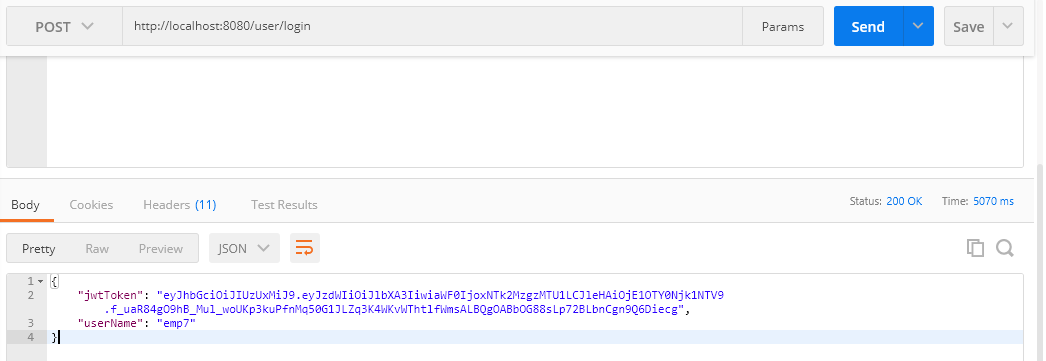 POST http://localhost:8080/user/login Params Send Save
Body Cookies Headers (11) Test Results Status: 200 OK Time: 5070 ms
Pretty Raw Preview JSON
1 {
2 "jwtToken": "eyJhbGciOiJIUzUxMiJ9.eyJzdWIiOiJlbXA3IiwiaWF0IjoxNTk2MzgzMTU1LCJleHAiOjE1OTY0Njk1NTV9
.f_uaR84gO9hB_Mul_woUKp3kuPfnMq50G1JLZq3K4WKvWThtlfWmsALBQgOABbOG88sLp72BLbnCgn9Q6Diecg",
3 "userName": "emp7"
4 }